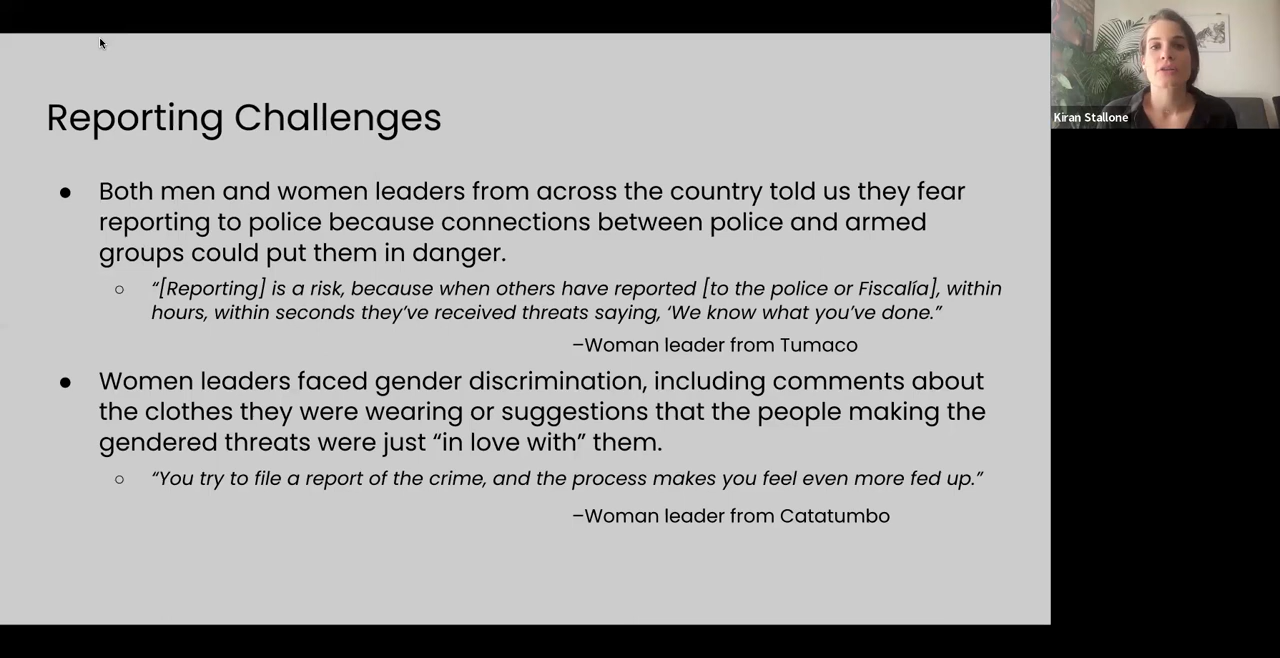 Reporting Challenges
● Both men and women leaders from across the country told us they fear
reporting to police because connections between police and armed
groups could put them in danger.
○ “[Reporting] is a risk, because when others have reported [to the police or Fiscalía], within
hours, within seconds they’ve received threats saying, ‘We know what you’ve done.”
–Woman leader from Tumaco
● Women leaders faced gender discrimination, including comments about
the clothes they were wearing or suggestions that the people making the
gendered threats were just “in love with” them.
○ “You try to file a report of the crime, and the process makes you feel even more fed up.”
–Woman leader from Catatumbo
Kiran Stallone